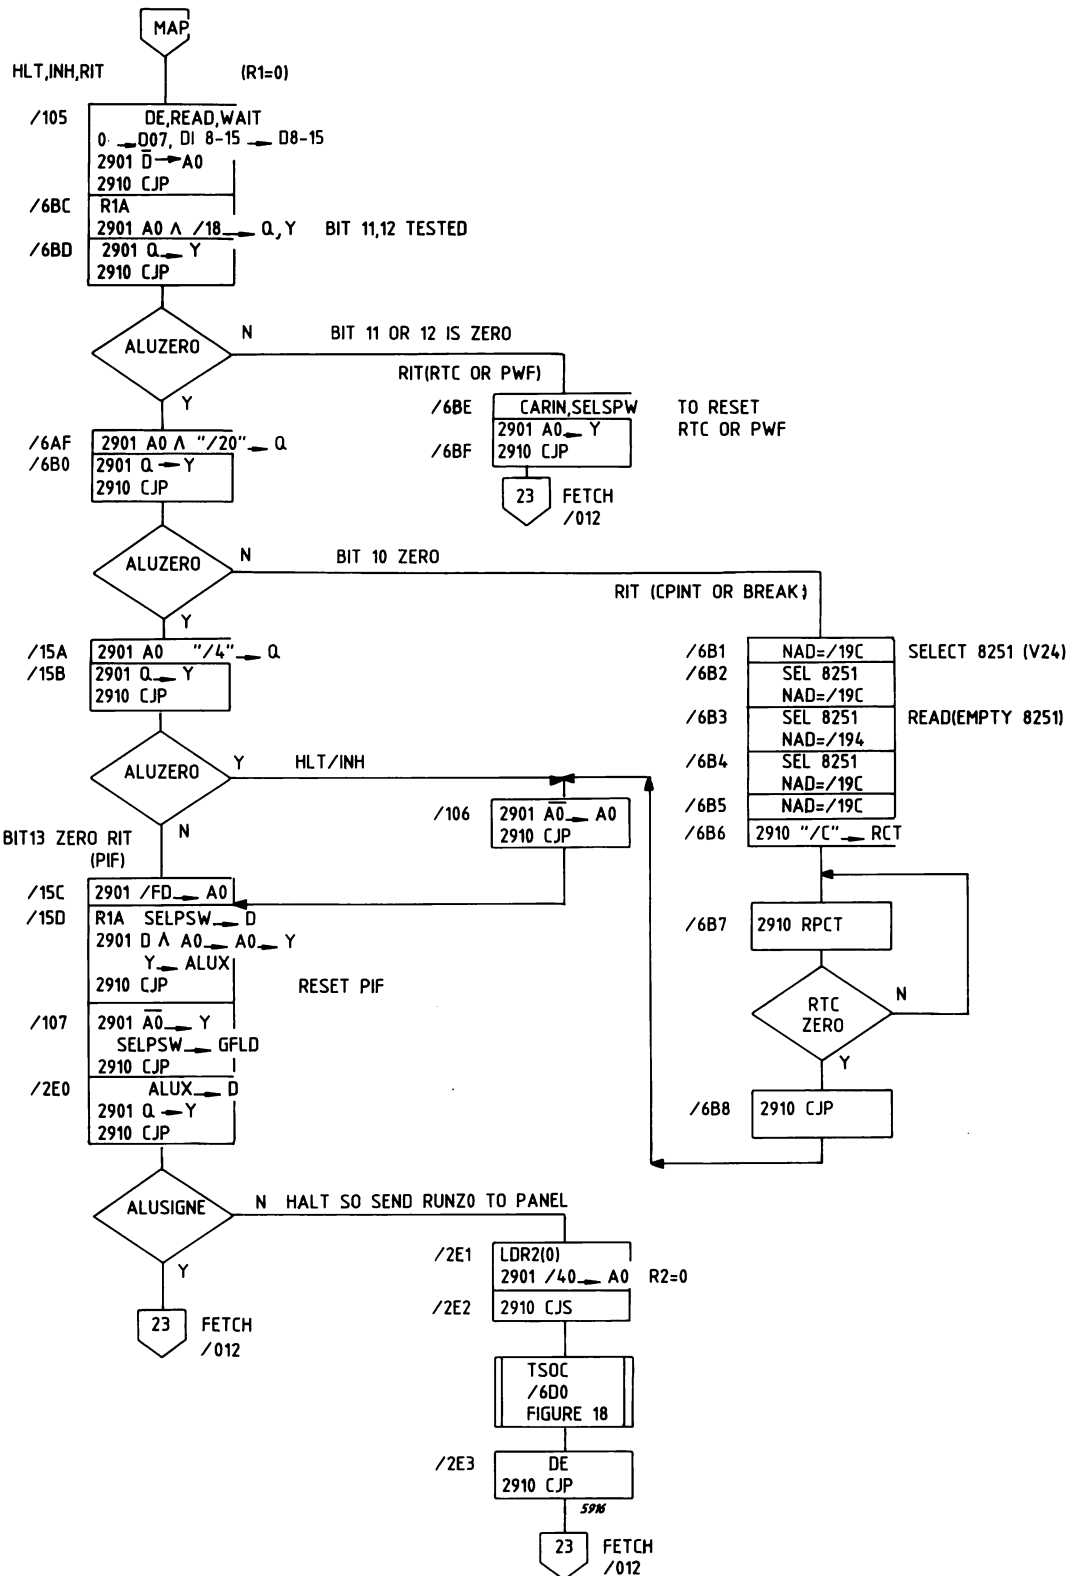 MAP
HLT,INH,RIT (R1=0)
/105 DE,READ,WAIT
0 → D07, DI 8-15 → D8-15
2901 D̅ → A0
2910 CJP
/6BC R1A
2901 A0 ∧ /18 → Q,Y BIT 11,12 TESTED
/6BD 2901 Q → Y
2910 CJP
ALUZERO N BIT 11 OR 12 IS ZERO
RIT(RTC OR PWF)
Y
/6BE CARIN,SELSPW TO RESET
2901 A0 → Y RTC OR PWF
/6BF 2910 CJP
23 FETCH
/012
/6AF 2901 A0 ∧ "/20" → Q
/6B0 2901 Q → Y
2910 CJP
ALUZERO N BIT 10 ZERO
RIT (CPINT OR BREAK)
Y
/15A 2901 A0 "/4" → Q
/15B 2901 Q → Y
2910 CJP
/6B1 NAD=/19C SELECT 8251 (V24)
/6B2 SEL 8251
NAD=/19C
/6B3 SEL 8251 READ(EMPTY 8251)
NAD=/194
/6B4 SEL 8251
NAD=/19C
/6B5 NAD=/19C
/6B6 2910 "/C" → RCT
ALUZERO Y HLT/INH
N
/106 2901 A̅0̅ → A0
2910 CJP
BIT13 ZERO RIT
(PIF)
/15C 2901 /FD → A0
/15D R1A SELPSW → D
2901 D ∧ A0 → A0 → Y
Y → ALUX
2910 CJP RESET PIF
/107 2901 A̅0̅ → Y
SELPSW → GFLD
2910 CJP
/2E0 ALUX → D
2901 Q → Y
2910 CJP
/6B7 2910 RPCT
RTC
ZERO
N
Y
/6B8 2910 CJP
ALUSIGNE N HALT SO SEND RUNZ0 TO PANEL
Y
23 FETCH
/012
/2E1 LDR2(0)
2901 /40 → A0 R2=0
/2E2 2910 CJS
TSOC
/6D0
FIGURE 18
/2E3 DE
2910 CJP
5916
23 FETCH
/012